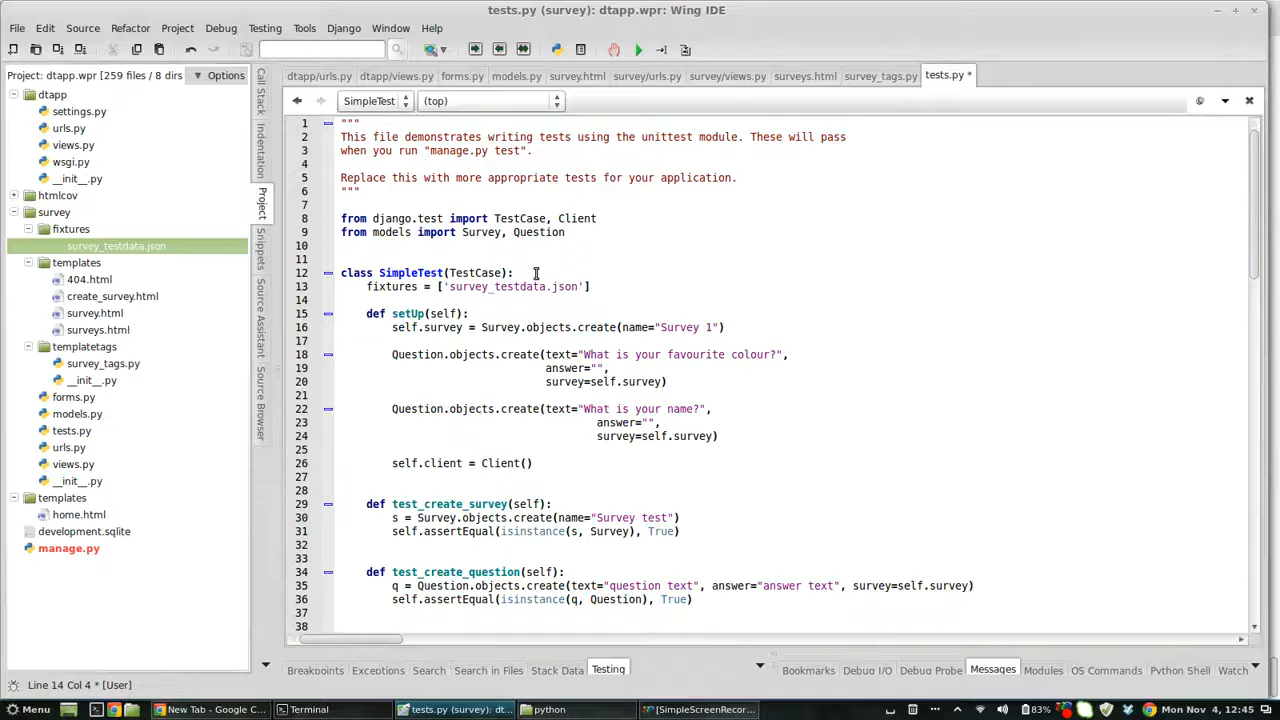 tests.py (survey): dtapp.wpr: Wing IDE
File Edit Source Refactor Project Debug Testing Tools Django Window Help
Project: dtapp.wpr [259 files / 8 dirs
Options
dtapp
settings.py
urls.py
views.py
wsgi.py
__init__.py
htmlcov
survey
fixtures
survey_testdata.json
templates
404.html
create_survey.html
survey.html
surveys.html
templatetags
survey_tags.py
__init__.py
forms.py
models.py
tests.py
urls.py
views.py
__init__.py
templates
home.html
development.sqlite
manage.py
Call Stack
Indentation
Project
Snippets
Source Assistant
Source Browser
dtapp/urls.py dtapp/views.py forms.py models.py survey.html survey/urls.py survey/views.py surveys.html survey_tags.py tests.py *
SimpleTest (top)
1 """
2 This file demonstrates writing tests using the unittest module. These will pass
3 when you run "manage.py test".
4
5 Replace this with more appropriate tests for your application.
6 """
7
8 from django.test import TestCase, Client
9 from models import Survey, Question
10
11
12 class SimpleTest(TestCase):
13 fixtures = ['survey_testdata.json']
14
15 def setUp(self):
16 self.survey = Survey.objects.create(name="Survey 1")
17
18 Question.objects.create(text="What is your favourite colour?",
19 answer="",
20 survey=self.survey)
21
22 Question.objects.create(text="What is your name?",
23 answer="",
24 survey=self.survey)
25
26 self.client = Client()
27
28
29 def test_create_survey(self):
30 s = Survey.objects.create(name="Survey test")
31 self.assertEqual(isinstance(s, Survey), True)
32
33
34 def test_create_question(self):
35 q = Question.objects.create(text="question text", answer="answer text", survey=self.survey)
36 self.assertEqual(isinstance(q, Question), True)
37
38
Breakpoints Exceptions Search Search in Files Stack Data Testing
Bookmarks Debug I/O Debug Probe Messages Modules OS Commands Python Shell Watch
Line 14 Col 4 * [User]
Menu
New Tab - Google C...
Terminal
tests.py (survey): dt...
python
[SimpleScreenRecor...
83%
Mon Nov 4, 12:45